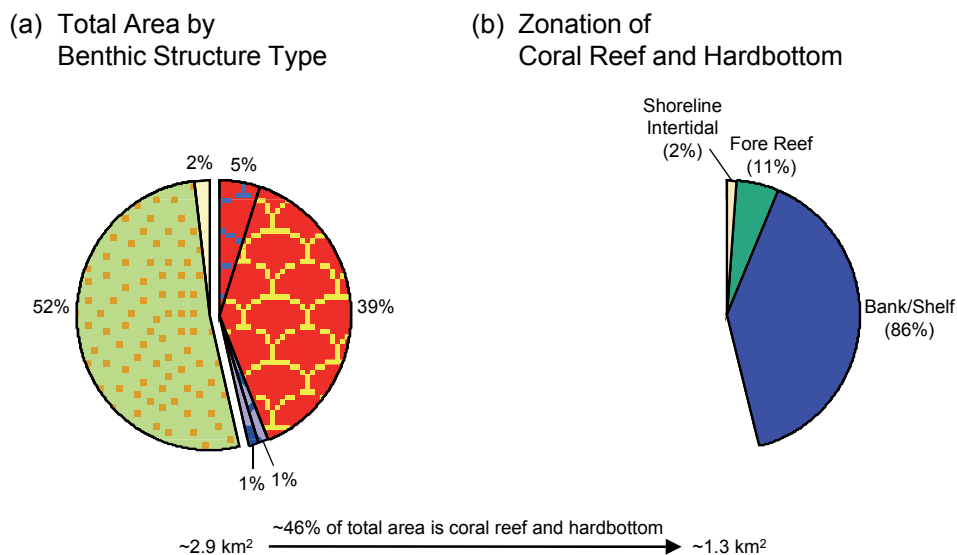 (a) Total Area by
Benthic Structure Type
2%
5%
52%
39%
1%
1%
(b) Zonation of
Coral Reef and Hardbottom
Shoreline
Intertidal
(2%)
Fore Reef
(11%)
Bank/Shelf
(86%)
~46% of total area is coral reef and hardbottom
~2.9 km²
~1.3 km²